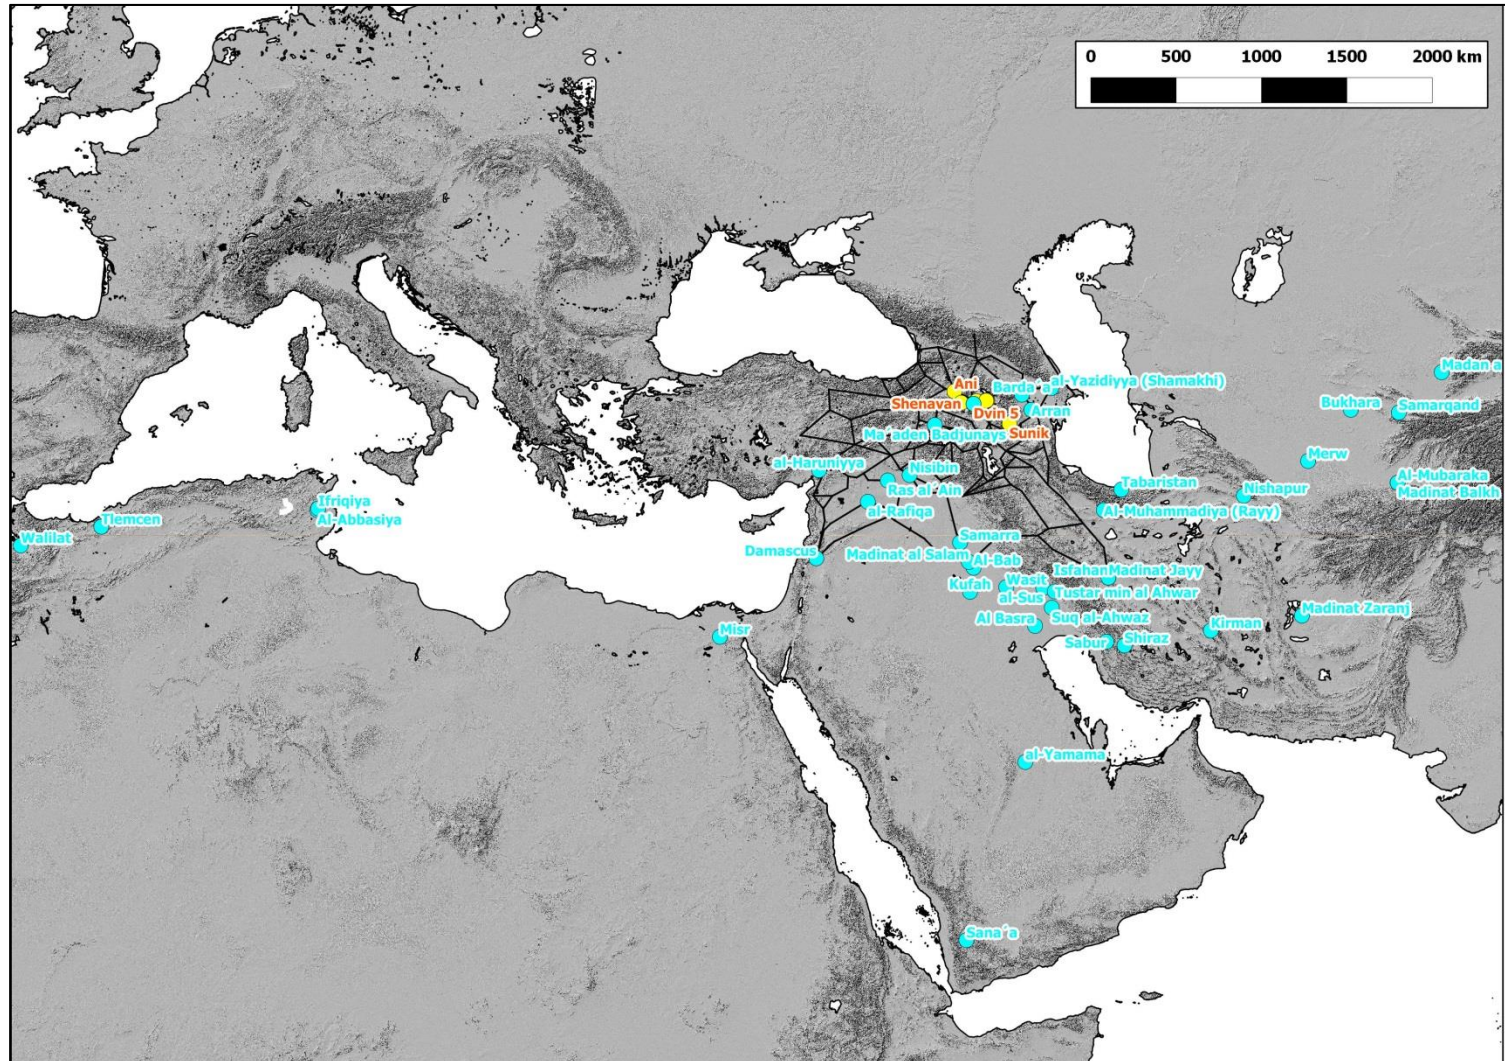 0 500 1000 1500 2000 km
Madan a
Ani
Barda´a
al-Yazidiyya (Shamakhi)
Shenavan
Arran
Bukhara
Samarqand
Dvin 5
Ma´aden Badjunays
Sunik
Merw
al-Haruniyya
Nisibin
Al-Mubaraka
Tabaristan
Ras al-Ain
Nishapur
Madinat Balkh
Ifriqiya
al-Rafiqa
Al-Muhammadiya (Rayy)
Tlemcen
Al-Abbasiya
Walilat
Samarra
Damascus
Madinat al Salam
Al-Bab
Isfahan
Madinat Jayy
Kufah
Wasit
al-Sus
Tustar min al Ahwar
Suq al-Ahwaz
Madinat Zaranj
Al Basra
Misr
Kirman
Sabur
Shiraz
al-Yamama
Sana´a